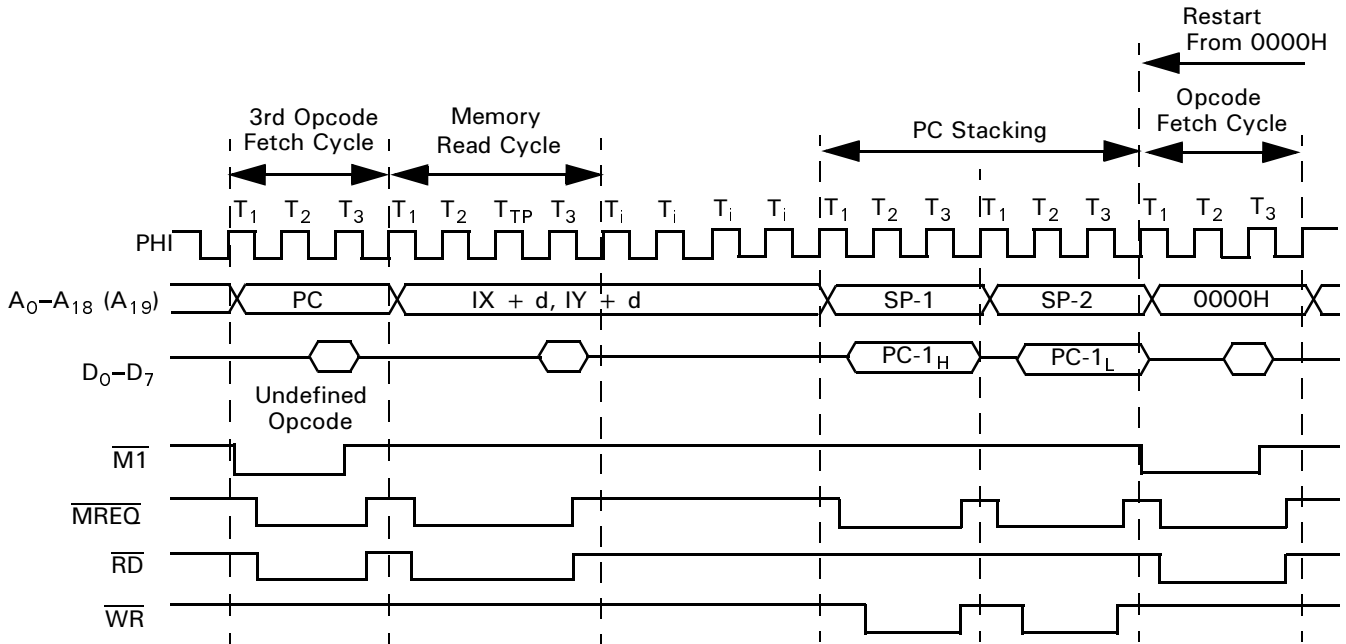 Restart
From 0000H
3rd Opcode
Fetch Cycle
Memory
Read Cycle
PC Stacking
Opcode
Fetch Cycle
T1 T2 T3 T1 T2 TTP T3 Ti Ti Ti Ti T1 T2 T3 T1 T2 T3 T1 T2 T3
PHI
A0–A18 (A19) PC IX + d, IY + d SP-1 SP-2 0000H
D0–D7 PC-1H PC-1L
Undefined
Opcode
M1
MREQ
RD
WR